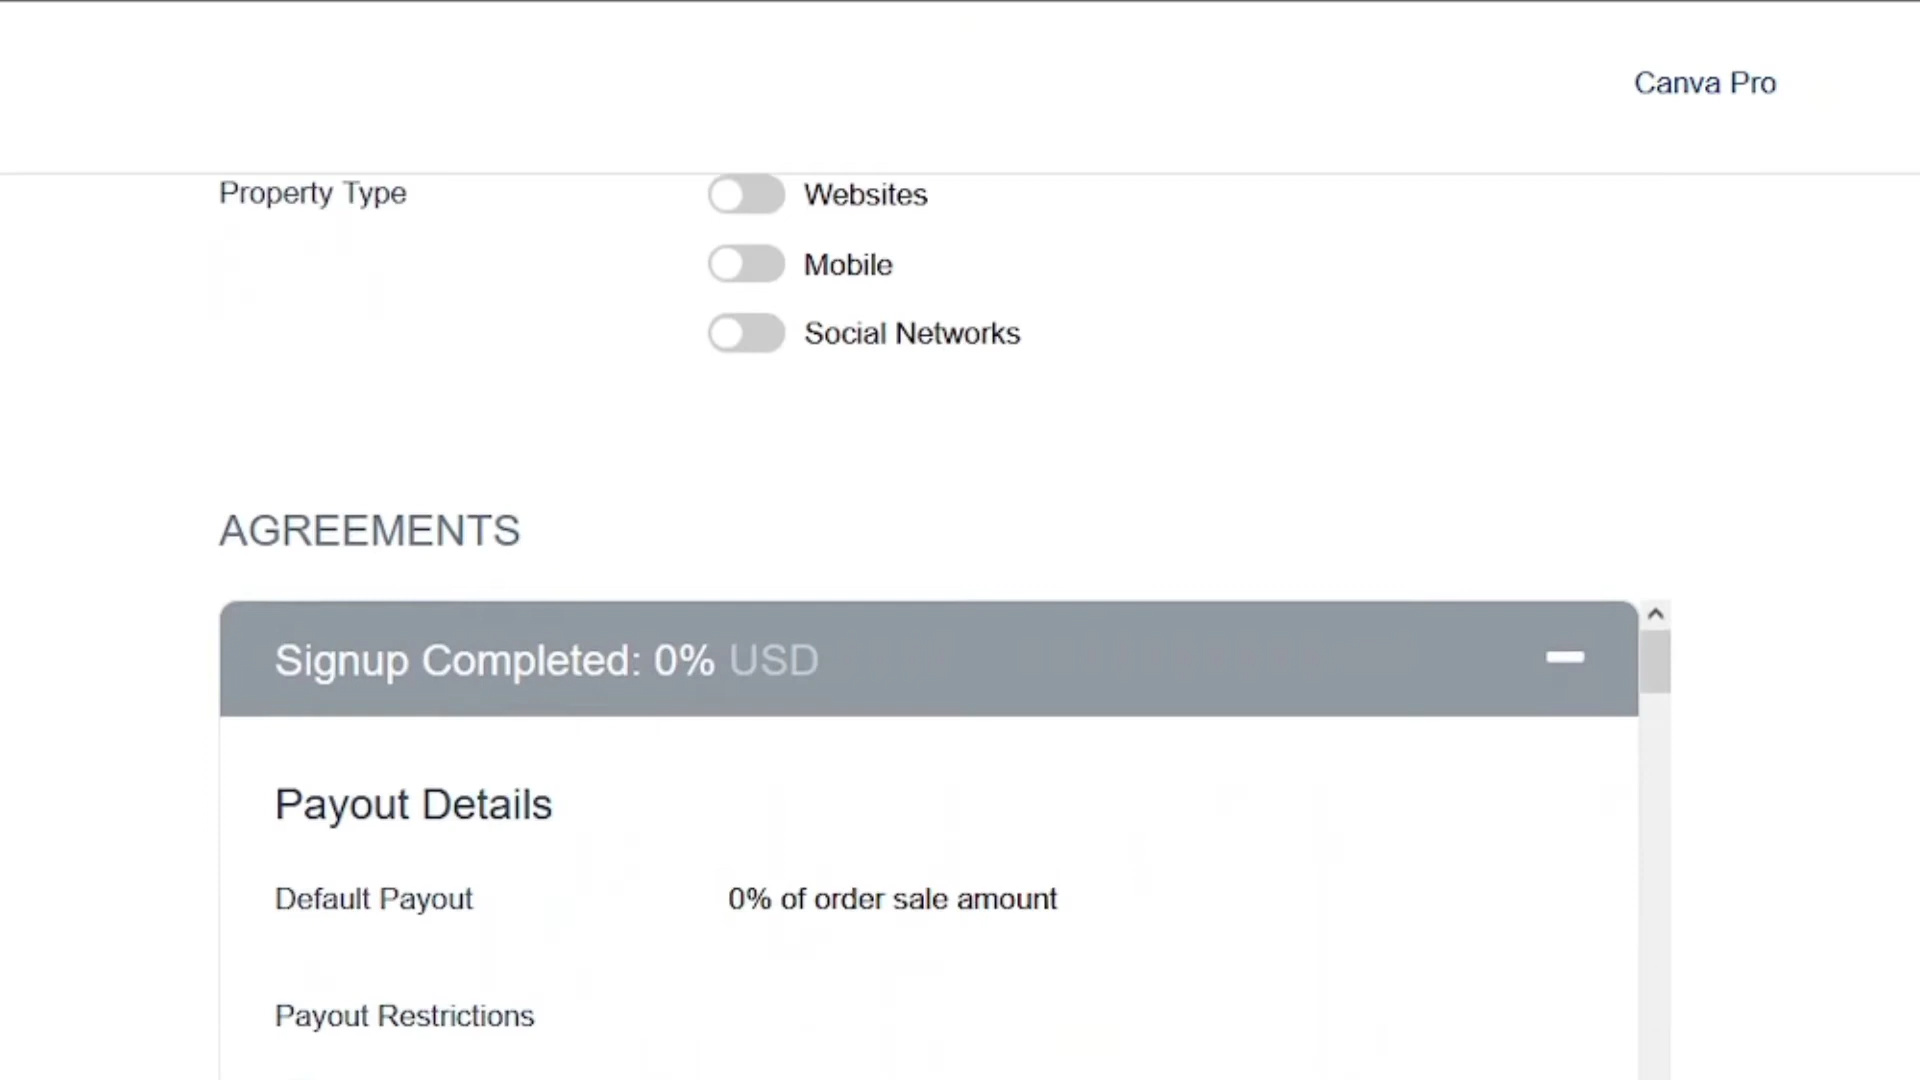 Canva Pro
Property Type
Websites
Mobile
Social Networks
AGREEMENTS
Signup Completed: 0% USD
Payout Details
Default Payout
0% of order sale amount
Payout Restrictions